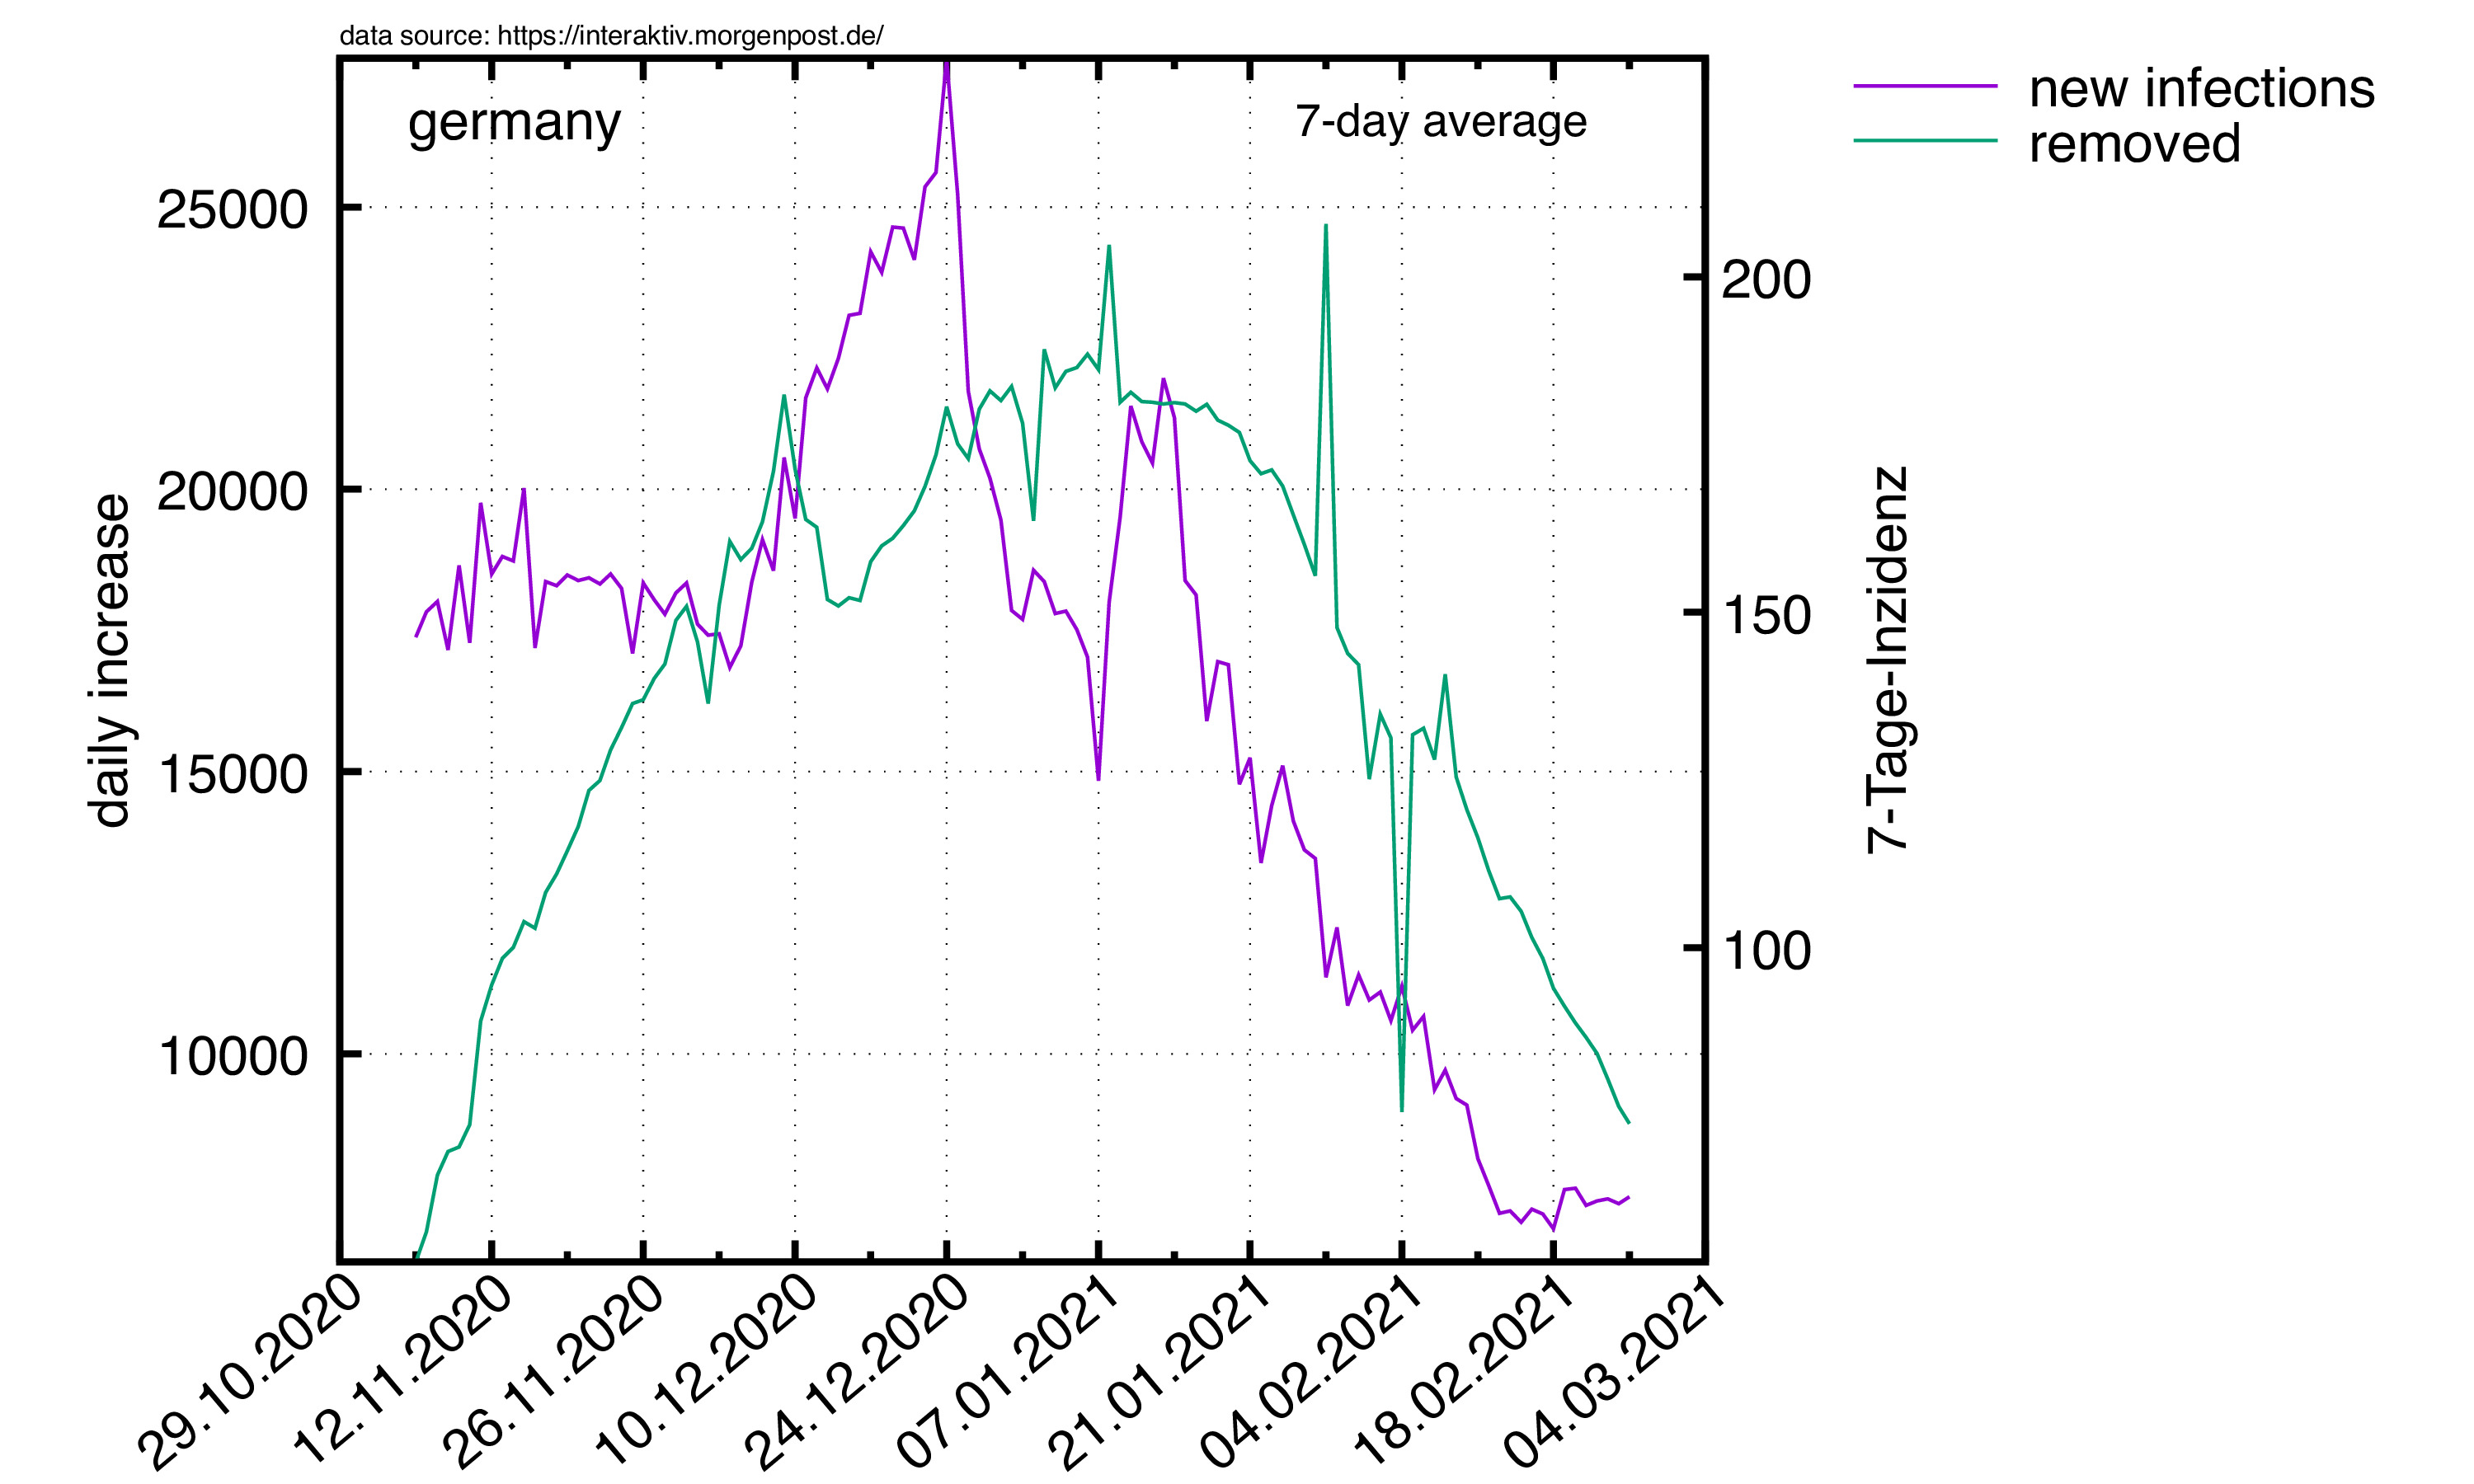 data source: https://interaktiv.morgenpost.de/
germany
7-day average
new infections
removed
25000
20000
15000
10000
daily increase
200
150
100
7-Tage-Inzidenz
29.10.2020
12.11.2020
26.11.2020
10.12.2020
24.12.2020
07.01.2021
21.01.2021
04.02.2021
18.02.2021
04.03.2021